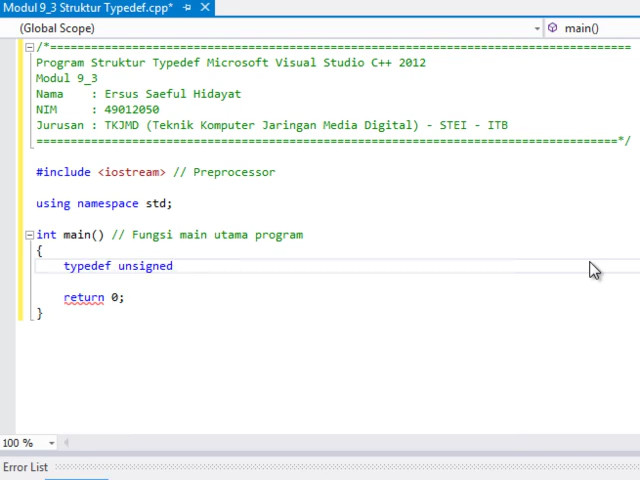 Modul 9_3 Struktur Typedef.cpp*
(Global Scope) main()
/*=====================================================================================
Program Struktur Typedef Microsoft Visual Studio C++ 2012
Modul 9_3
Nama    : Ersus Saeful Hidayat
NIM     : 49012050
Jurusan : TKJMD (Teknik Komputer Jaringan Media Digital) - STEI - ITB
=====================================================================================*/
#include <iostream> // Preprocessor
using namespace std;
int main() // Fungsi main utama program
{
typedef unsigned
return 0;
}
100 %
Error List